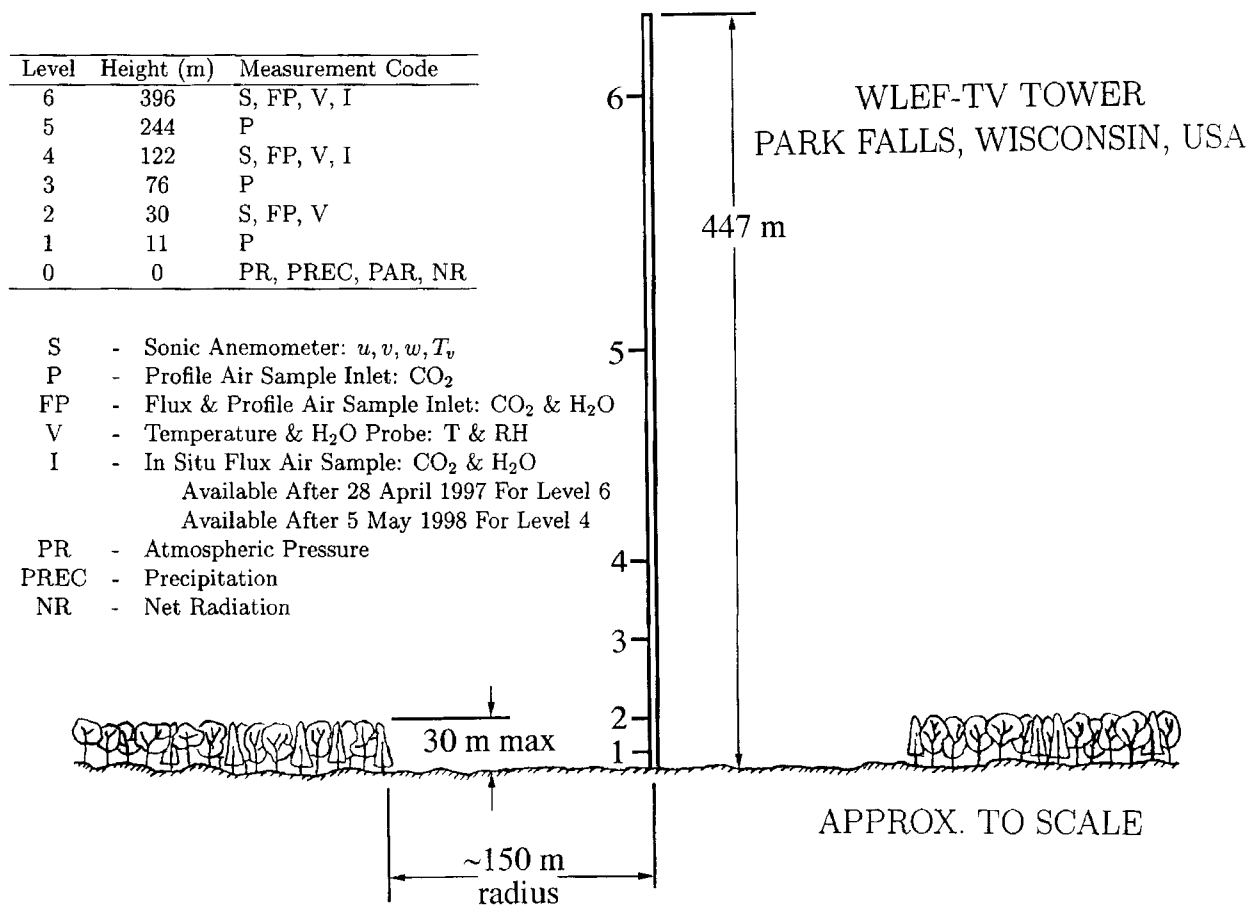 Level Height (m) Measurement Code
6 396 S, FP, V, I
5 244 P
4 122 S, FP, V, I
3 76 P
2 30 S, FP, V
1 11 P
0 0 PR, PREC, PAR, NR
S - Sonic Anemometer: u, v, w, Tᵥ
P - Profile Air Sample Inlet: CO₂
FP - Flux & Profile Air Sample Inlet: CO₂ & H₂O
V - Temperature & H₂O Probe: T & RH
I - In Situ Flux Air Sample: CO₂ & H₂O
Available After 28 April 1997 For Level 6
Available After 5 May 1998 For Level 4
PR - Atmospheric Pressure
PREC - Precipitation
NR - Net Radiation
WLEF-TV TOWER
PARK FALLS, WISCONSIN, USA
6
447 m
5
4
3
2
1
30 m max
~150 m
radius
APPROX. TO SCALE